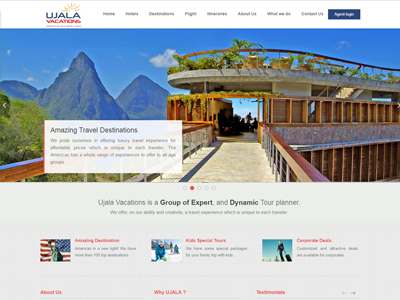 UJALA
VACATIONS
Home
Hotels
Destinations
Flight
Itineraries
About Us
What we do
Contact Us
Agent login
Amazing Travel Destinations
We pride ourselves in offering luxury travel experience for
affordable prices which is unique to each traveler. The
Americas has a whole range of experiences to offer to all age
groups.
Ujala Vacations is a Group of Expert, and Dynamic Tour planner.
We offer, on our ability and creativity, a travel experience which is unique to each traveler
Amazing Destination
Americas is a new light! We have
more then 100 top destinations.
Kids Special Tours
We have some special packages
for your family trip with kids.
Corporate Deals
Customized and attractive deals
are available for corporates.
About Us
Why UJALA ?
Testimonials